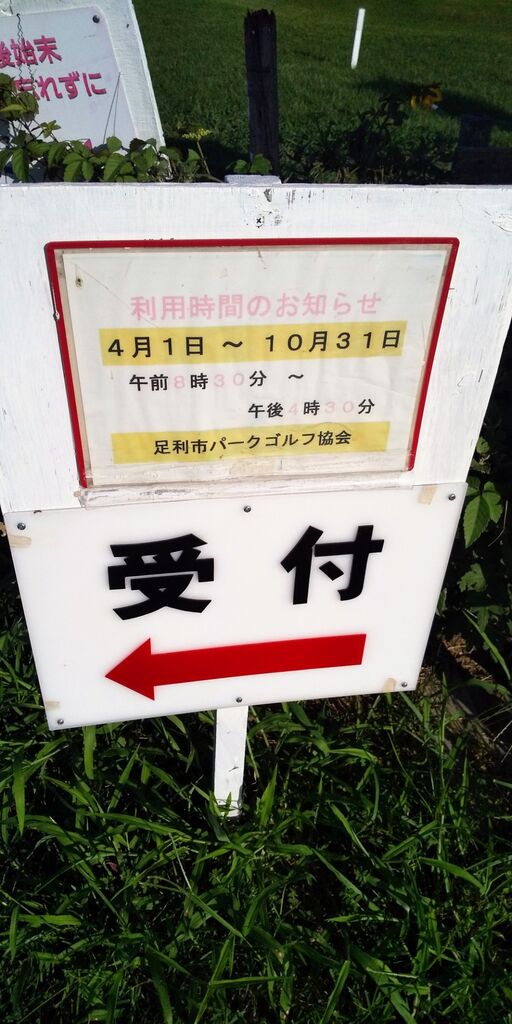 後始末
忘れずに
利用時間のお知らせ
4月1日 ～ 10月31日
午前8時30分 ～
午後4時30分
足利市パークゴルフ協会
受付